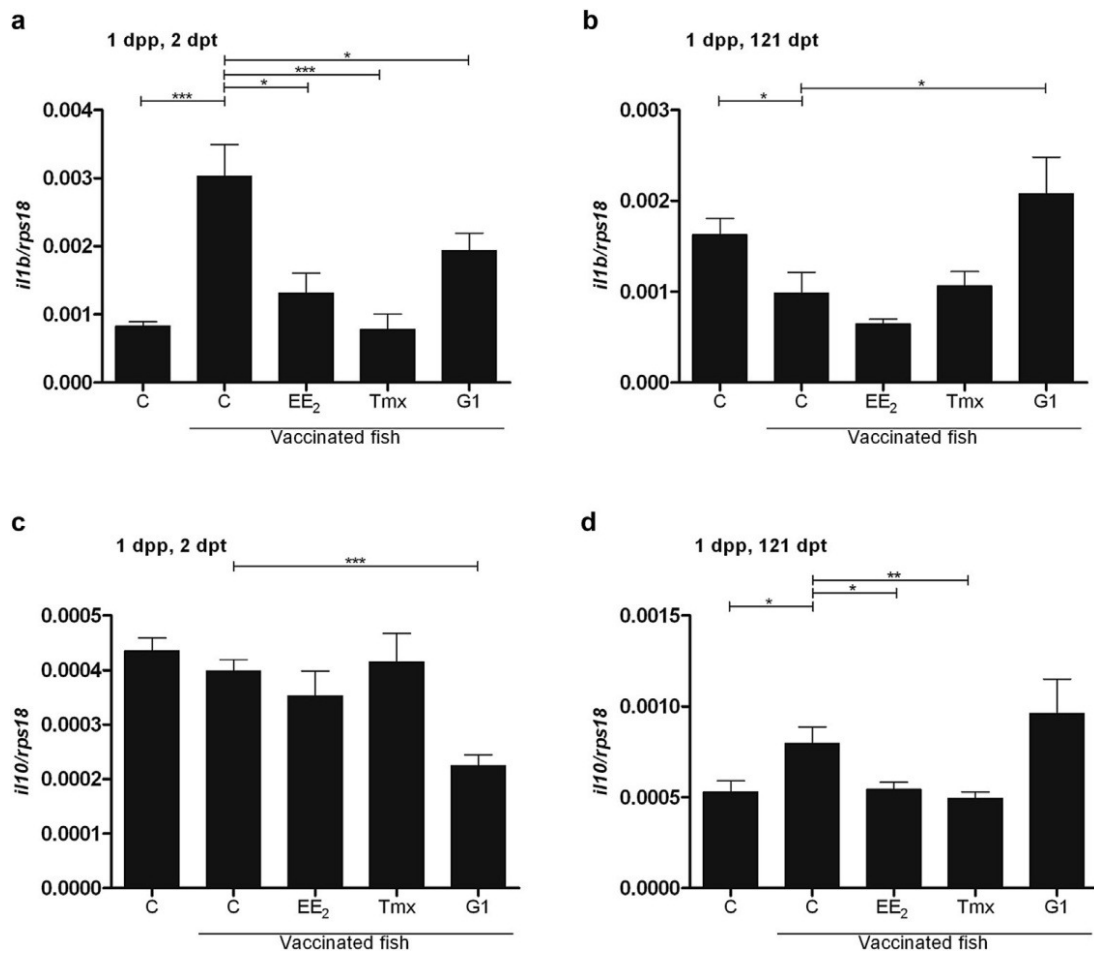 a
1 dpp, 2 dpt
*
***
*
***
0.004
0.003
0.002
0.001
0.000
il1b/rps18
C
C
EE₂
Tmx
G1
Vaccinated fish
b
1 dpp, 121 dpt
*
*
0.003
0.002
0.001
0.000
il1b/rps18
C
C
EE₂
Tmx
G1
Vaccinated fish
c
1 dpp, 2 dpt
***
0.0005
0.0004
0.0003
0.0002
0.0001
0.0000
il10/rps18
C
C
EE₂
Tmx
G1
Vaccinated fish
d
1 dpp, 121 dpt
**
*
*
0.0015
0.0010
0.0005
0.0000
il10/rps18
C
C
EE₂
Tmx
G1
Vaccinated fish